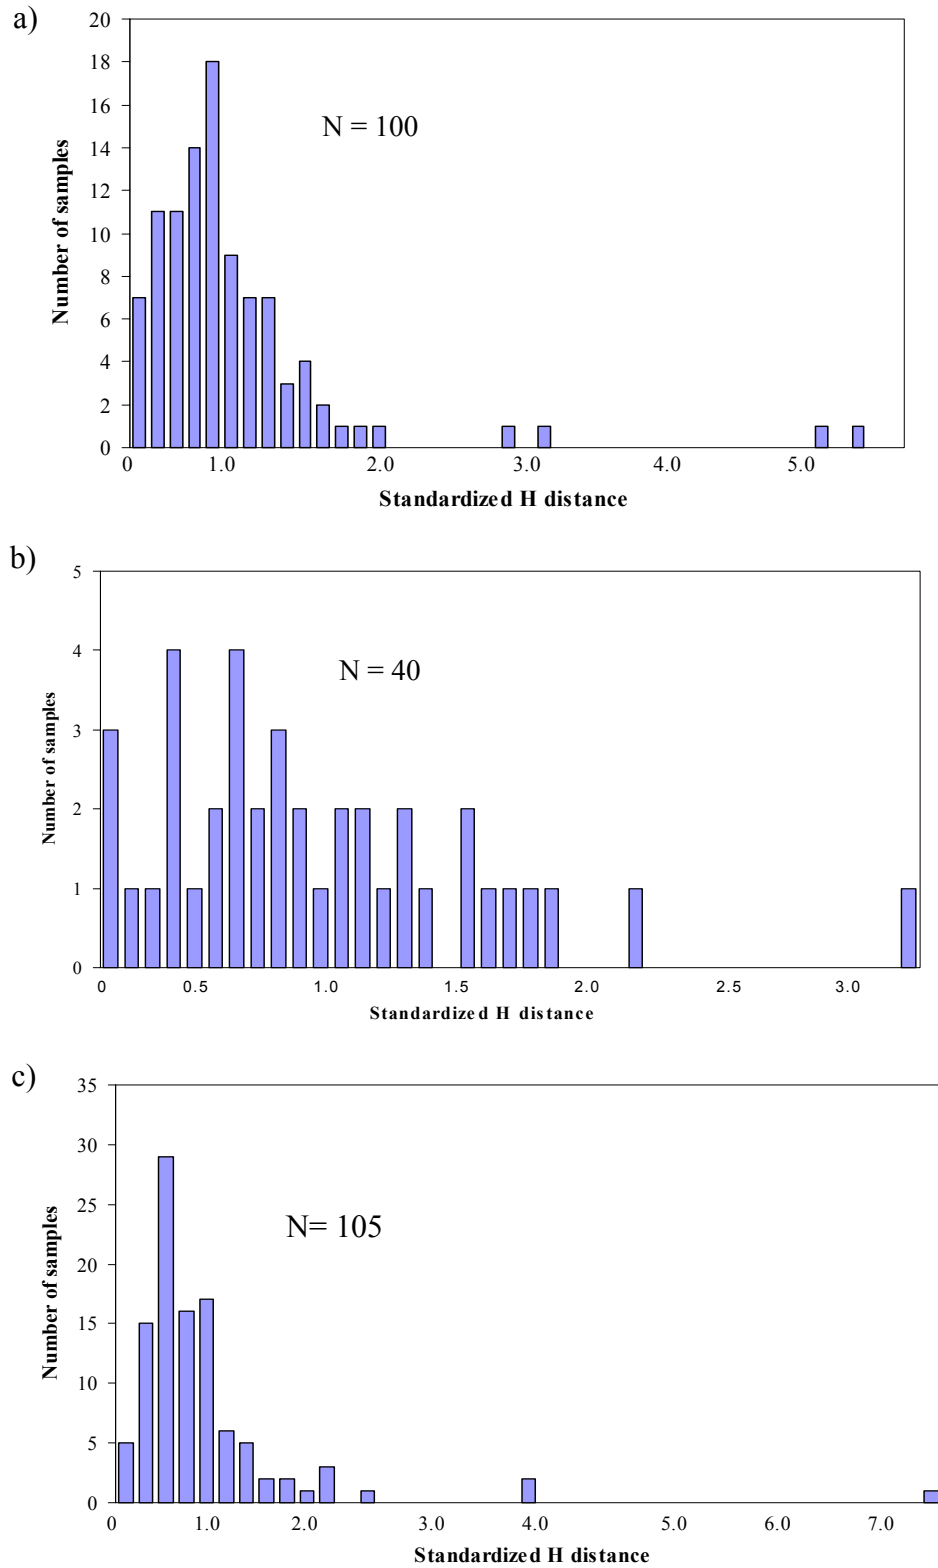 a)
20
18
16
14
12
10
8
6
4
2
0
Number of samples
N = 100
0 1.0 2.0 3.0 4.0 5.0
Standardized H distance
b)
5
4
3
2
1
0
Number of samples
N = 40
0 0.5 1.0 1.5 2.0 2.5 3.0
Standardized H distance
c)
35
30
25
20
15
10
5
0
Number of samples
N= 105
0 1.0 2.0 3.0 4.0 5.0 6.0 7.0
Standardized H distance